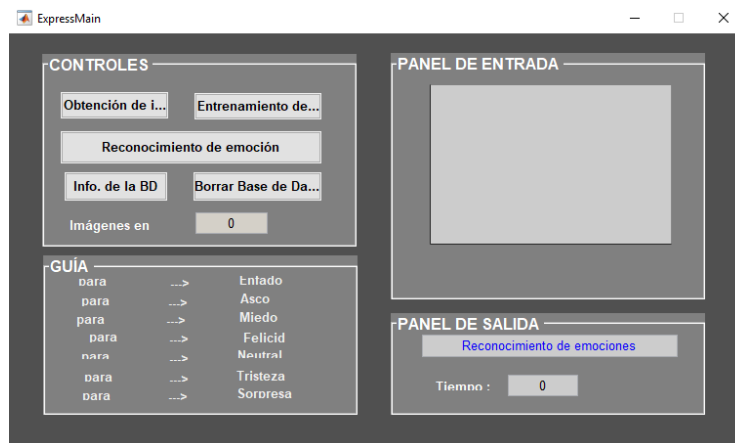 ExpressMain
CONTROLES
Obtención de i...
Entrenamiento de...
Reconocimiento de emoción
Info. de la BD
Borrar Base de Da...
Imágenes en
0
GUÍA
para ---> Enfado
para ---> Asco
para ---> Miedo
para ---> Felicid
para ---> Neutral
para ---> Tristeza
para ---> Sorpresa
PANEL DE ENTRADA
PANEL DE SALIDA
Reconocimiento de emociones
Tiempo :
0